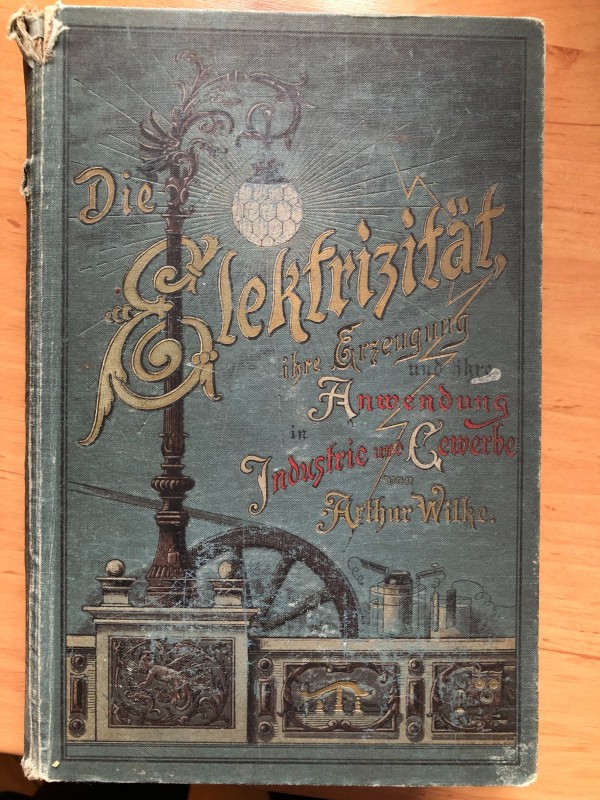 Die
Elektrizität,
ihre Erzeugung
und ihre
Anwendung
in
Industrie und Gewerbe
von
Arthur Wilke.